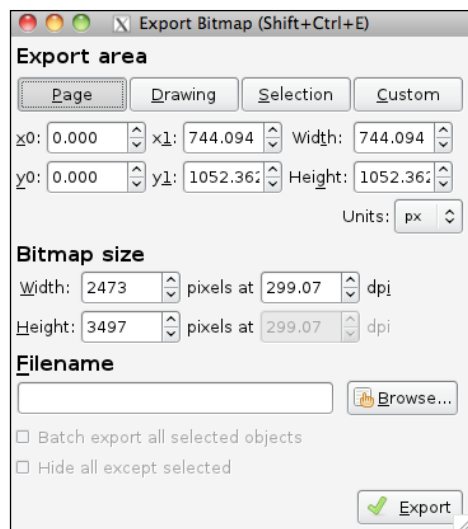 Export Bitmap (Shift+Ctrl+E)
Export area
Page Drawing Selection Custom
x0: 0.000 x1: 744.094 Width: 744.094
y0: 0.000 y1: 1052.362 Height: 1052.362
Units: px
Bitmap size
Width: 2473 pixels at 299.07 dpi
Height: 3497 pixels at 299.07 dpi
Filename
Browse...
Batch export all selected objects
Hide all except selected
Export